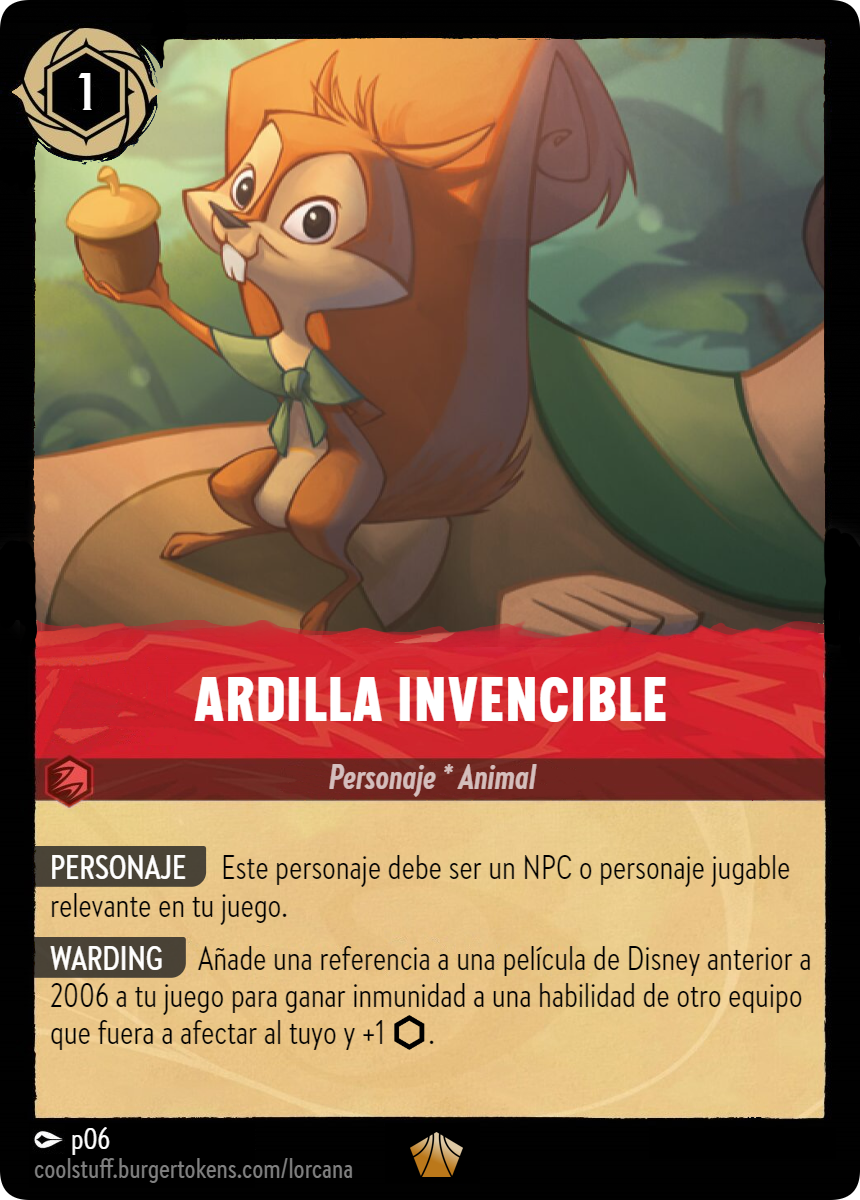 1
ARDILLA INVENCIBLE
Personaje * Animal
PERSONAJE Este personaje debe ser un NPC o personaje jugable
relevante en tu juego.
WARDING Añade una referencia a una película de Disney anterior a
2006 a tu juego para ganar inmunidad a una habilidad de otro equipo
que fuera a afectar al tuyo y +1 ⬡.
p06
coolstuff.burgertokens.com/lorcana